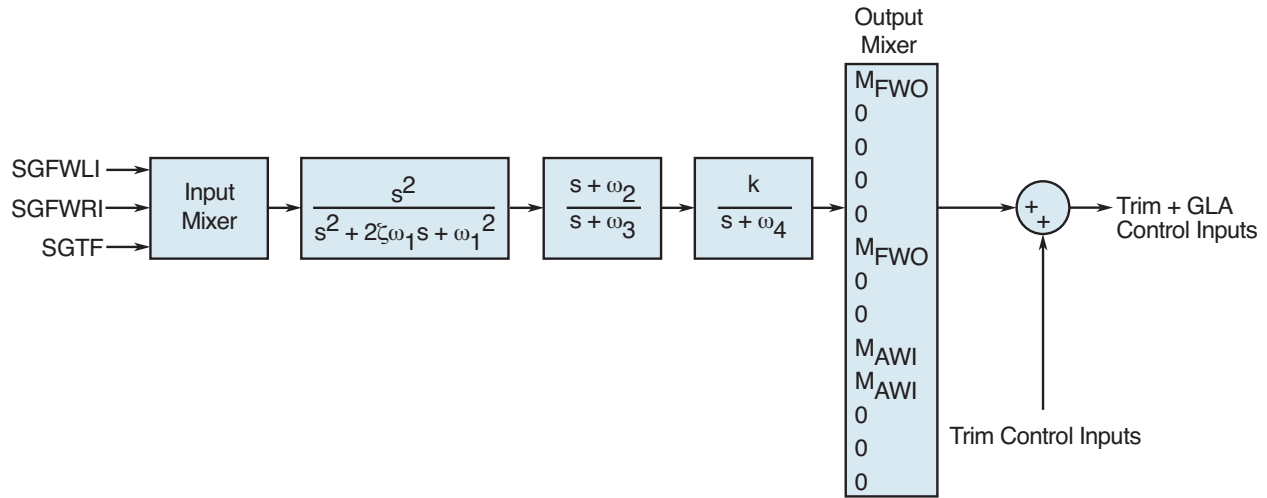 Output
Mixer
SGFWLI
SGFWRI
SGTF
Input
Mixer
s²
s² + 2ζω₁s + ω₁²
s + ω₂
s + ω₃
k
s + ω₄
M_FWO
0
0
0
0
M_FWO
0
0
M_AWI
M_AWI
0
0
0
+
+
Trim + GLA
Control Inputs
Trim Control Inputs